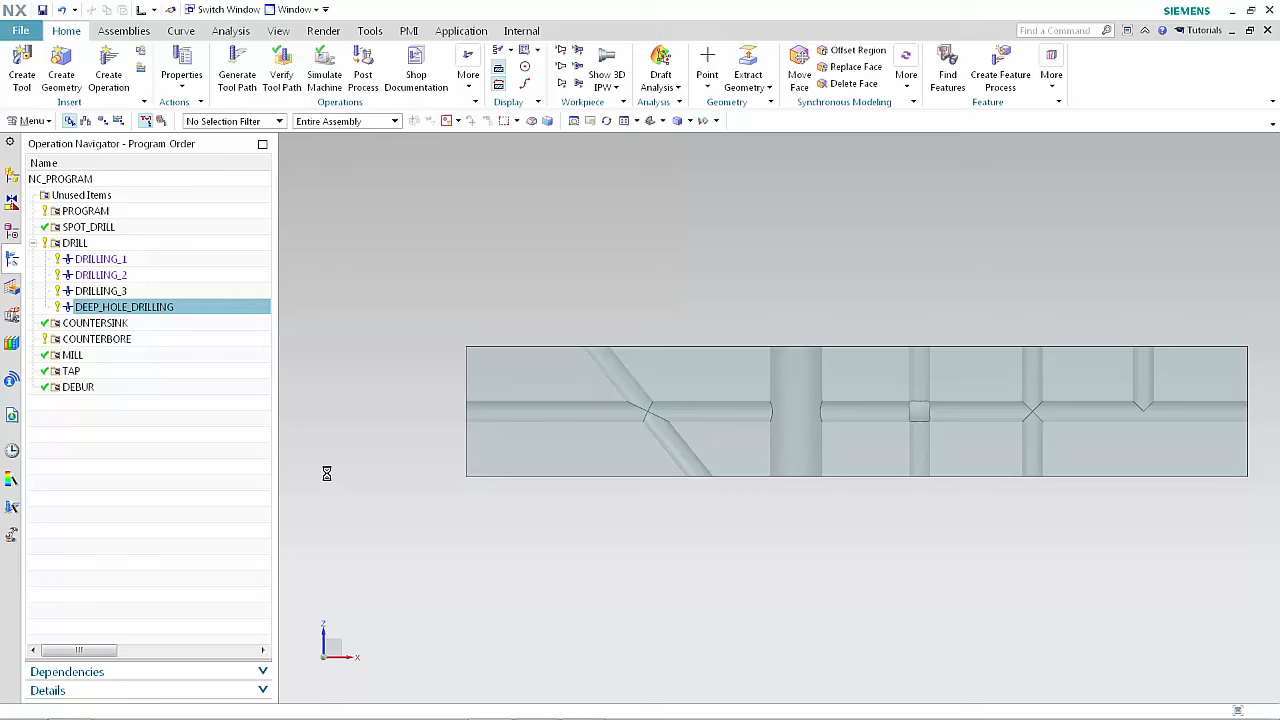 NX Switch Window Window SIEMENS
File Home Assemblies Curve Analysis View Render Tools PMI Application Internal Find a Command Tutorials
Create Tool
Create Geometry
Create Operation
Insert
Properties
Actions
Generate Tool Path
Verify Tool Path
Simulate Machine
Post Process
Shop Documentation
More
Operations
Display
Show 3D IPW
Workpiece
Draft Analysis
Analysis
Point
Extract Geometry
Geometry
Move Face
Offset Region
Replace Face
Delete Face
More
Synchronous Modeling
Find Features
Create Feature Process
More
Feature
Menu No Selection Filter Entire Assembly
Operation Navigator - Program Order
Name
NC_PROGRAM
Unused Items
PROGRAM
SPOT_DRILL
DRILL
DRILLING_1
DRILLING_2
DRILLING_3
DEEP_HOLE_DRILLING
COUNTERSINK
COUNTERBORE
MILL
TAP
DEBUR
Z
X
Dependencies
Details